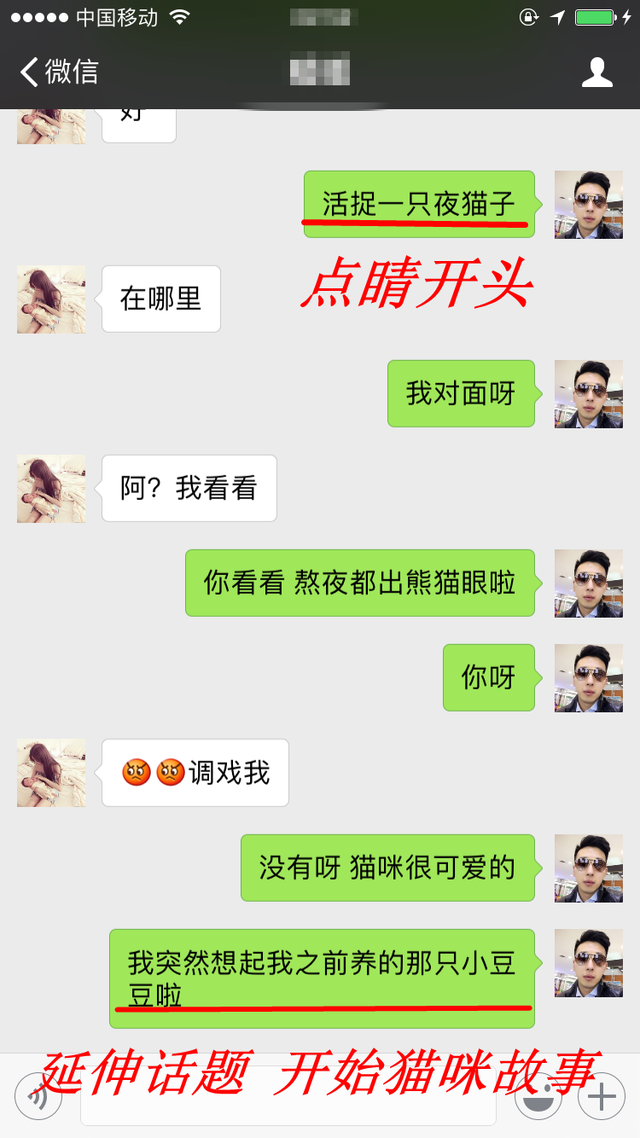 中国移动
微信
好
活捉一只夜猫子
点睛开头
在哪里
我对面呀
阿？我看看
你看看 熬夜都出熊猫眼啦
你呀
调戏我
没有呀 猫咪很可爱的
我突然想起我之前养的那只小豆
豆啦
延伸话题 开始猫咪故事